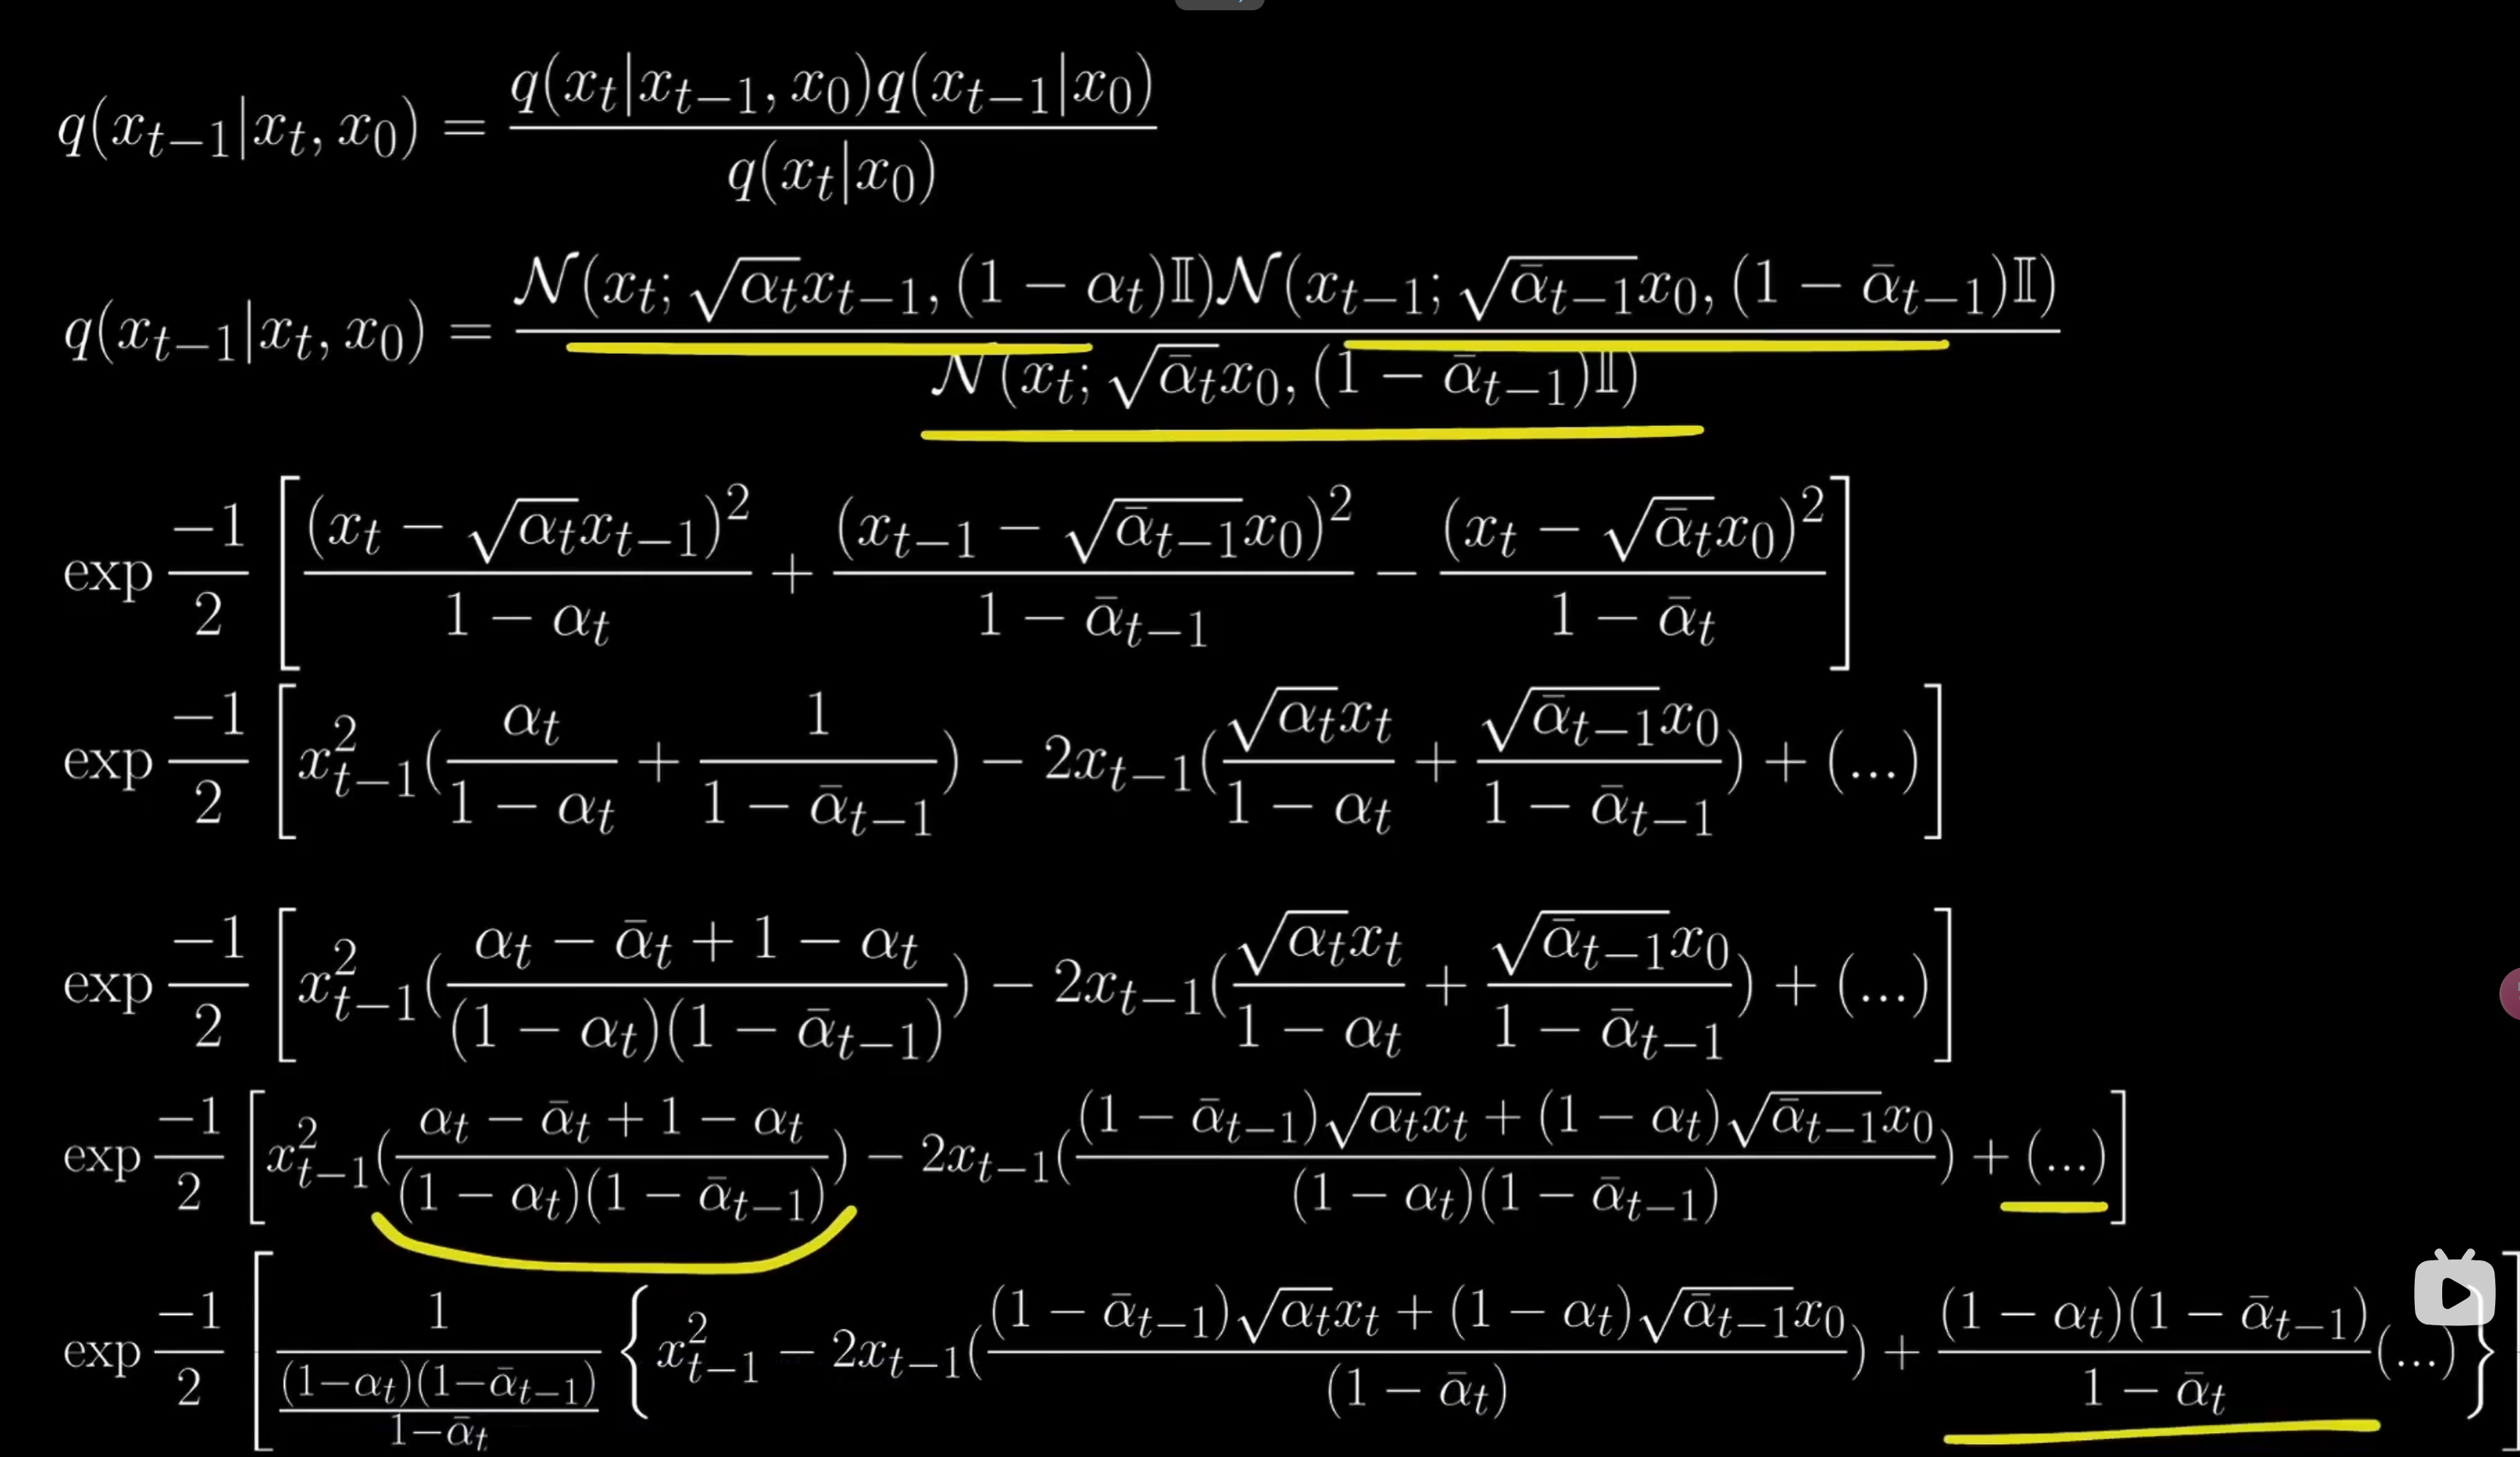 q(x_{t-1}|x_t, x_0) = \frac{q(x_t|x_{t-1}, x_0)q(x_{t-1}|x_0)}{q(x_t|x_0)}
q(x_{t-1}|x_t, x_0) = \frac{\mathcal{N}(x_t; \sqrt{\alpha_t}x_{t-1}, (1 - \alpha_t)\mathbb{I})\mathcal{N}(x_{t-1}; \sqrt{\bar{\alpha}_{t-1}}x_0, (1 - \bar{\alpha}_{t-1})\mathbb{I})}{\mathcal{N}(x_t; \sqrt{\bar{\alpha}_t}x_0, (1 - \bar{\alpha}_{t-1})\mathbb{I})}
\exp \frac{-1}{2} \left[ \frac{(x_t - \sqrt{\alpha_t}x_{t-1})^2}{1 - \alpha_t} + \frac{(x_{t-1} - \sqrt{\bar{\alpha}_{t-1}}x_0)^2}{1 - \bar{\alpha}_{t-1}} - \frac{(x_t - \sqrt{\bar{\alpha}_t}x_0)^2}{1 - \bar{\alpha}_t} \right]
\exp \frac{-1}{2} \left[ x_{t-1}^2(\frac{\alpha_t}{1 - \alpha_t} + \frac{1}{1 - \bar{\alpha}_{t-1}}) - 2x_{t-1}(\frac{\sqrt{\alpha_t}x_t}{1 - \alpha_t} + \frac{\sqrt{\bar{\alpha}_{t-1}}x_0}{1 - \bar{\alpha}_{t-1}}) + (...) \right]
\exp \frac{-1}{2} \left[ x_{t-1}^2(\frac{\alpha_t - \bar{\alpha}_t + 1 - \alpha_t}{(1 - \alpha_t)(1 - \bar{\alpha}_{t-1})}) - 2x_{t-1}(\frac{\sqrt{\alpha_t}x_t}{1 - \alpha_t} + \frac{\sqrt{\bar{\alpha}_{t-1}}x_0}{1 - \bar{\alpha}_{t-1}}) + (...) \right]
\exp \frac{-1}{2} \left[ x_{t-1}^2(\frac{\alpha_t - \bar{\alpha}_t + 1 - \alpha_t}{(1 - \alpha_t)(1 - \bar{\alpha}_{t-1})}) - 2x_{t-1}(\frac{(1 - \bar{\alpha}_{t-1})\sqrt{\alpha_t}x_t + (1 - \alpha_t)\sqrt{\bar{\alpha}_{t-1}}x_0}{(1 - \alpha_t)(1 - \bar{\alpha}_{t-1})}) + (...) \right]
\exp \frac{-1}{2} \left[ \frac{1}{\frac{(1-\alpha_t)(1-\bar{\alpha}_{t-1})}{1-\bar{\alpha}_t}} \left\{ x_{t-1}^2 - 2x_{t-1}(\frac{(1 - \bar{\alpha}_{t-1})\sqrt{\alpha_t}x_t + (1 - \alpha_t)\sqrt{\bar{\alpha}_{t-1}}x_0}{(1 - \bar{\alpha}_t)}) + \frac{(1 - \alpha_t)(1 - \bar{\alpha}_{t-1})}{1 - \bar{\alpha}_t}(...) \right\} \right]